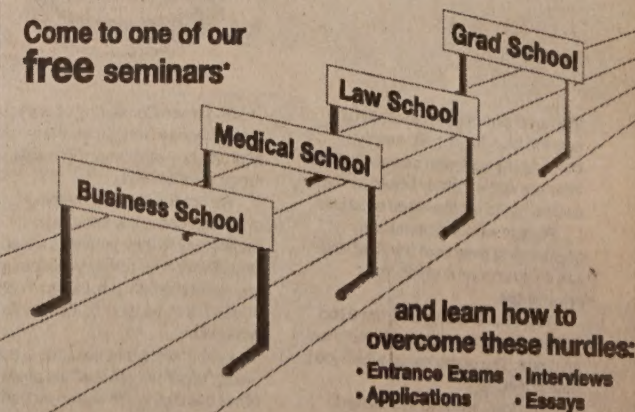 Come to one of our
free seminars*
Grad School
Law School
Medical School
Business School
and learn how to
overcome these hurdles:
• Entrance Exams • Interviews
• Applications • Essays